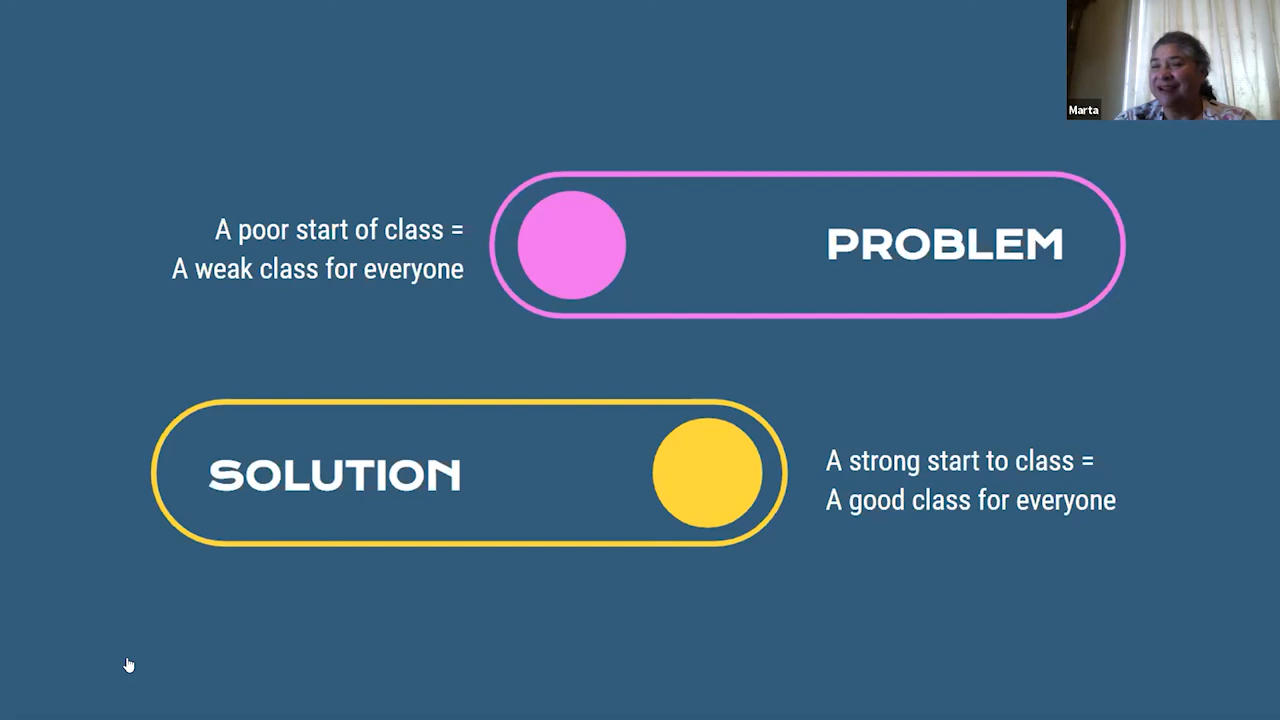 Marta
A poor start of class =
A weak class for everyone
PROBLEM
SOLUTION
A strong start to class =
A good class for everyone